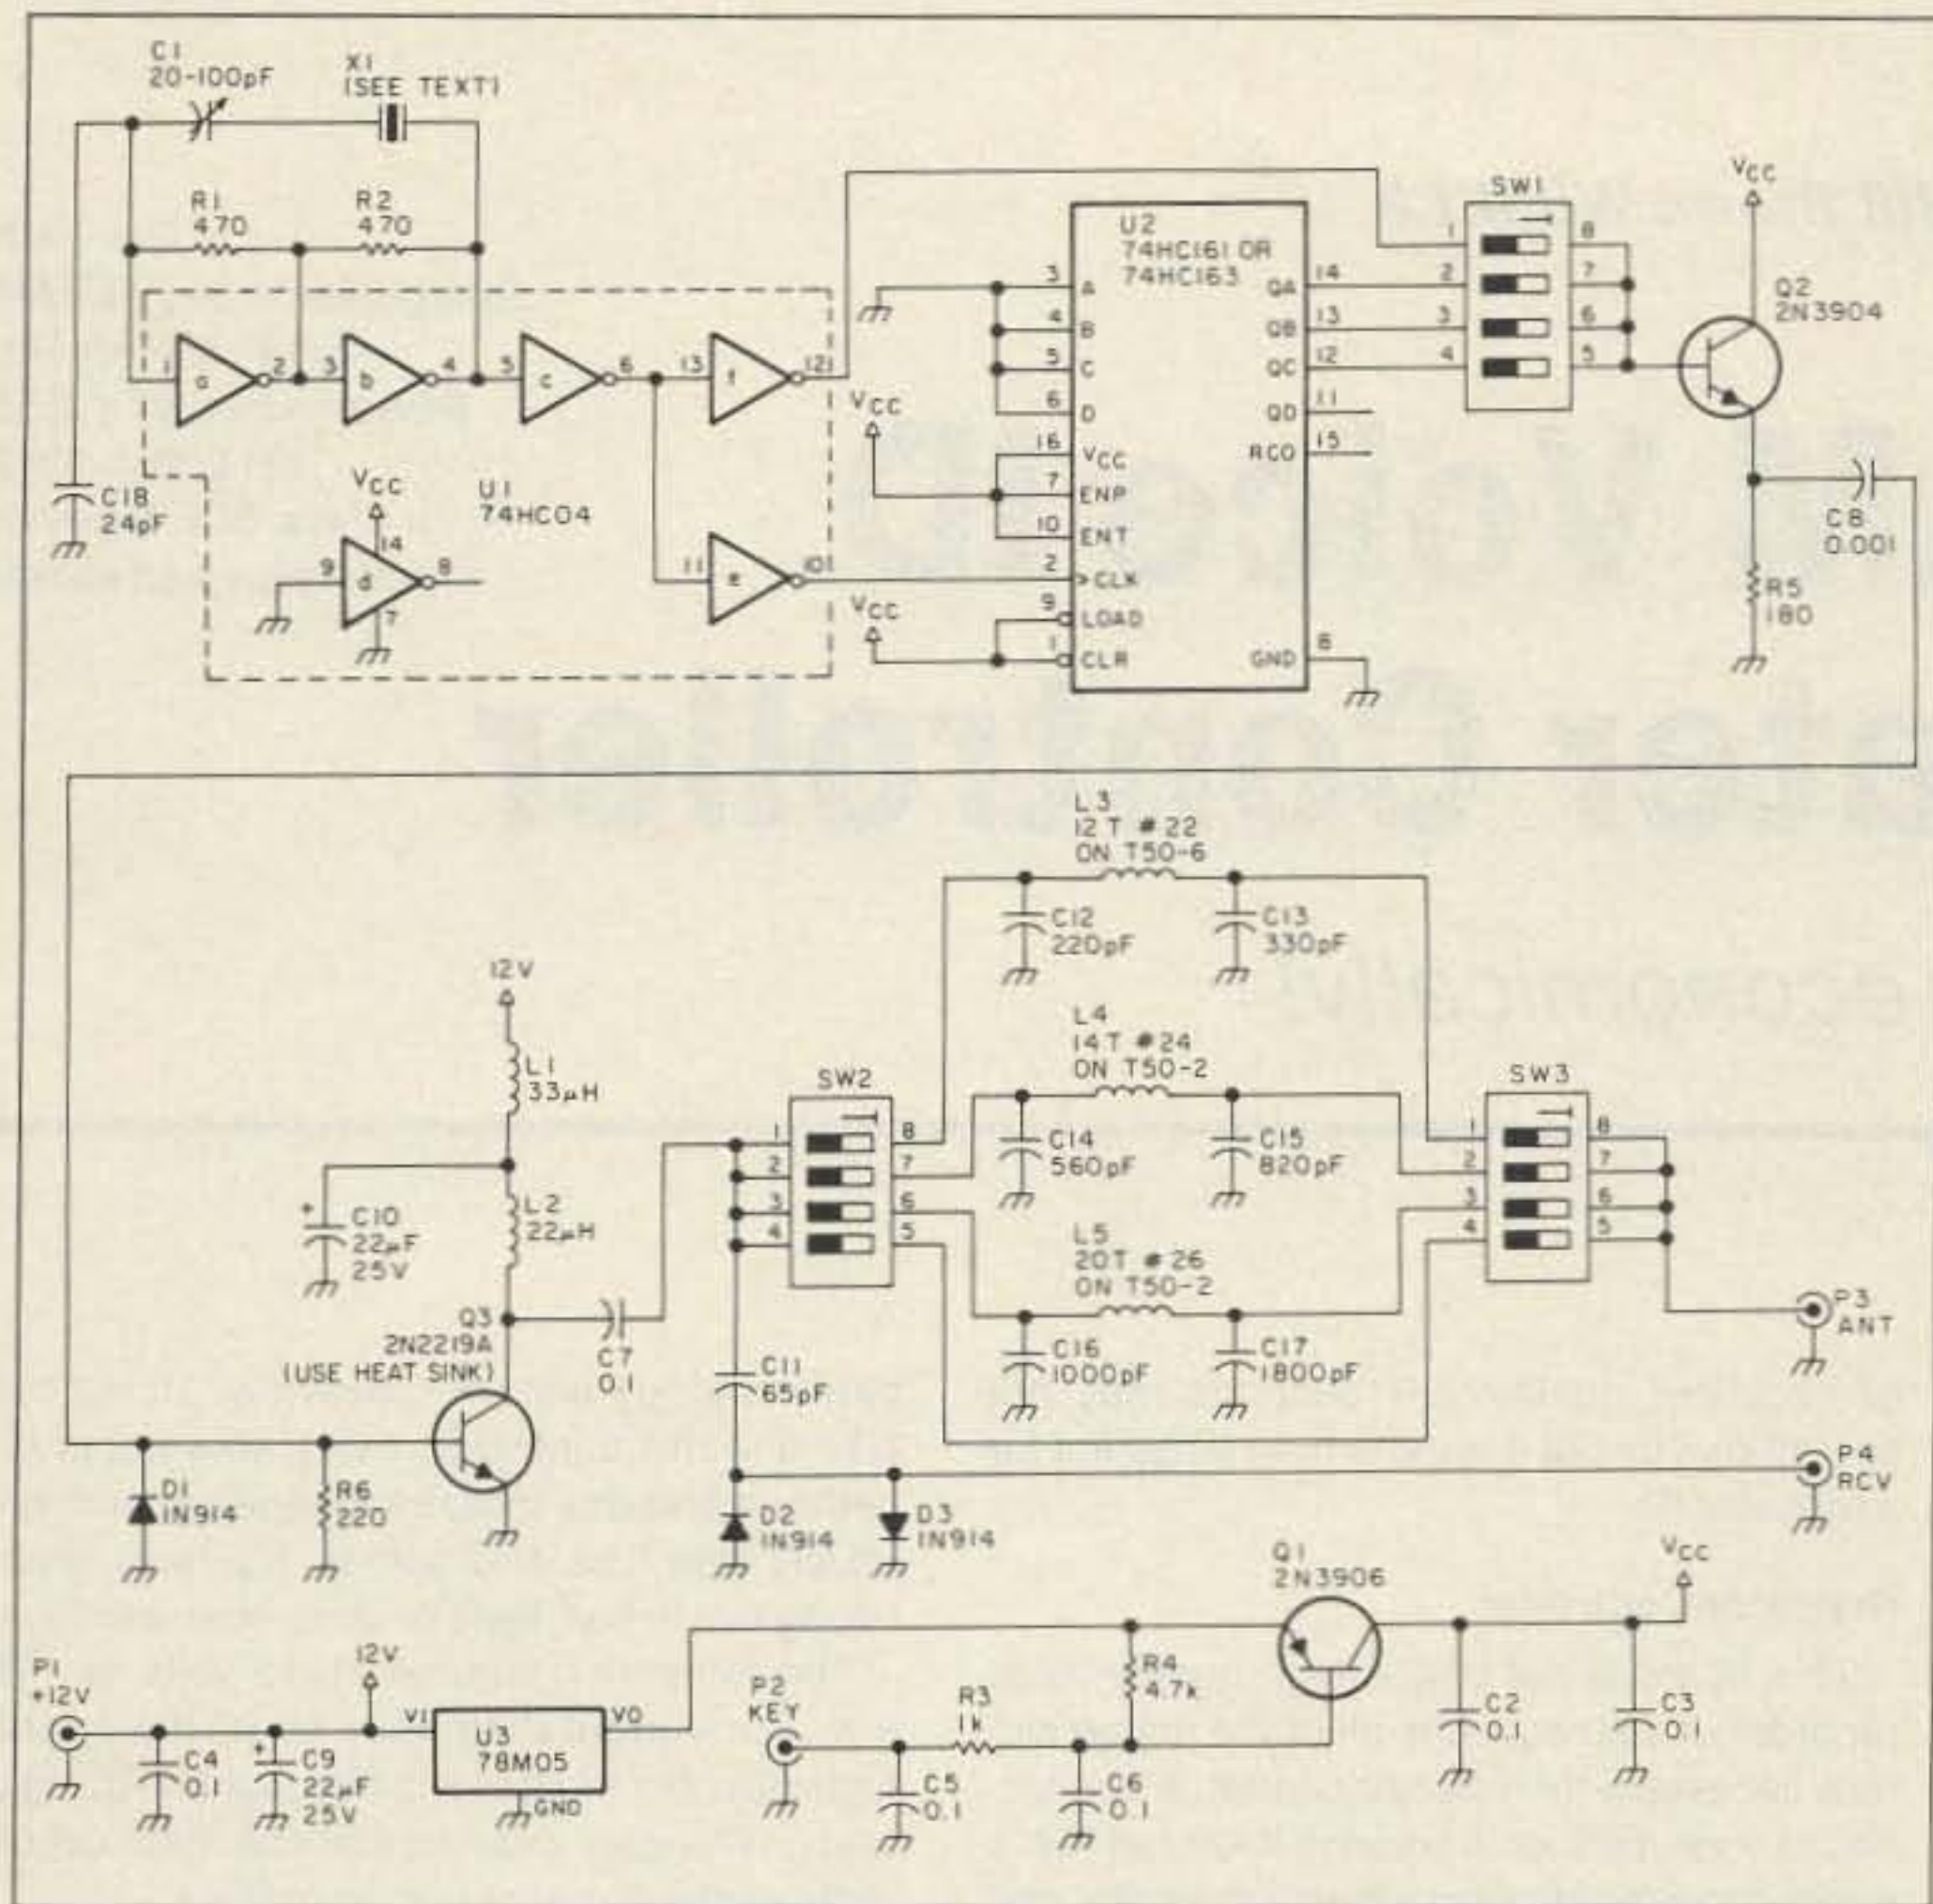 C1
20-100pF
X1
(SEE TEXT)
R1
470
R2
470
1
a
2
3
b
4
5
c
6
13
f
12
11
e
10
VCC
14
9
d
8
7
U1
74HC04
C18
24pF
VCC
VCC
U2
74HC161 OR
74HC163
3
A
4
B
5
C
6
D
16
VCC
7
ENP
10
ENT
2
>CLK
9
LOAD
1
CLR
QA
14
QB
13
QC
12
QD
11
RCO
15
GND
8
SW1
1
2
3
4
8
7
6
5
VCC
Q2
2N3904
C8
0.001
R5
180
12V
L1
33µH
L2
22µH
+
C10
22µF
25V
Q3
2N2219A
(USE HEAT SINK)
C7
0.1
D1
1N914
R6
220
SW2
1
2
3
4
8
7
6
5
C11
65pF
D2
1N914
D3
1N914
L3
12T #22
ON T50-6
C12
220pF
C13
330pF
L4
14T #24
ON T50-2
C14
560pF
C15
820pF
L5
20T #26
ON T50-2
C16
1000pF
C17
1800pF
SW3
1
2
3
4
8
7
6
5
P3
ANT
P4
RCV
P1
+12V
12V
C4
0.1
+
C9
22µF
25V
VI
U3
78M05
VO
GND
P2
KEY
R3
1k
C5
0.1
C6
0.1
R4
4.7k
Q1
2N3906
C2
0.1
C3
0.1
VCC